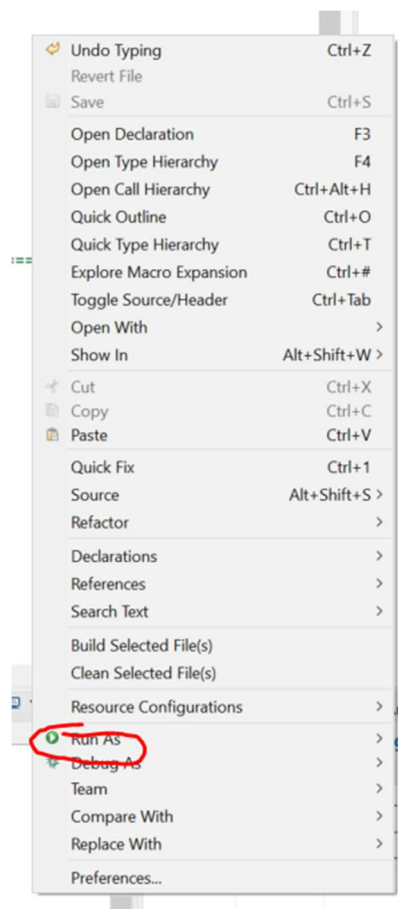 Undo Typing Ctrl+Z
Revert File
Save Ctrl+S
Open Declaration F3
Open Type Hierarchy F4
Open Call Hierarchy Ctrl+Alt+H
Quick Outline Ctrl+O
Quick Type Hierarchy Ctrl+T
Explore Macro Expansion Ctrl+#
Toggle Source/Header Ctrl+Tab
Open With >
Show In Alt+Shift+W >
Cut Ctrl+X
Copy Ctrl+C
Paste Ctrl+V
Quick Fix Ctrl+1
Source Alt+Shift+S >
Refactor >
Declarations >
References >
Search Text >
Build Selected File(s)
Clean Selected File(s)
Resource Configurations >
Run As >
Debug As >
Team >
Compare With >
Replace With >
Preferences...